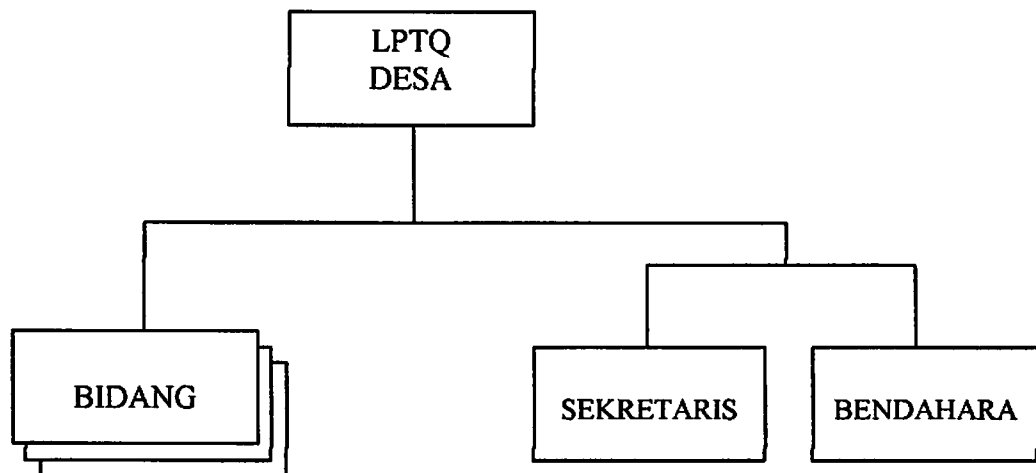 LPTQ
DESA
BIDANG
SEKRETARIS
BENDAHARA